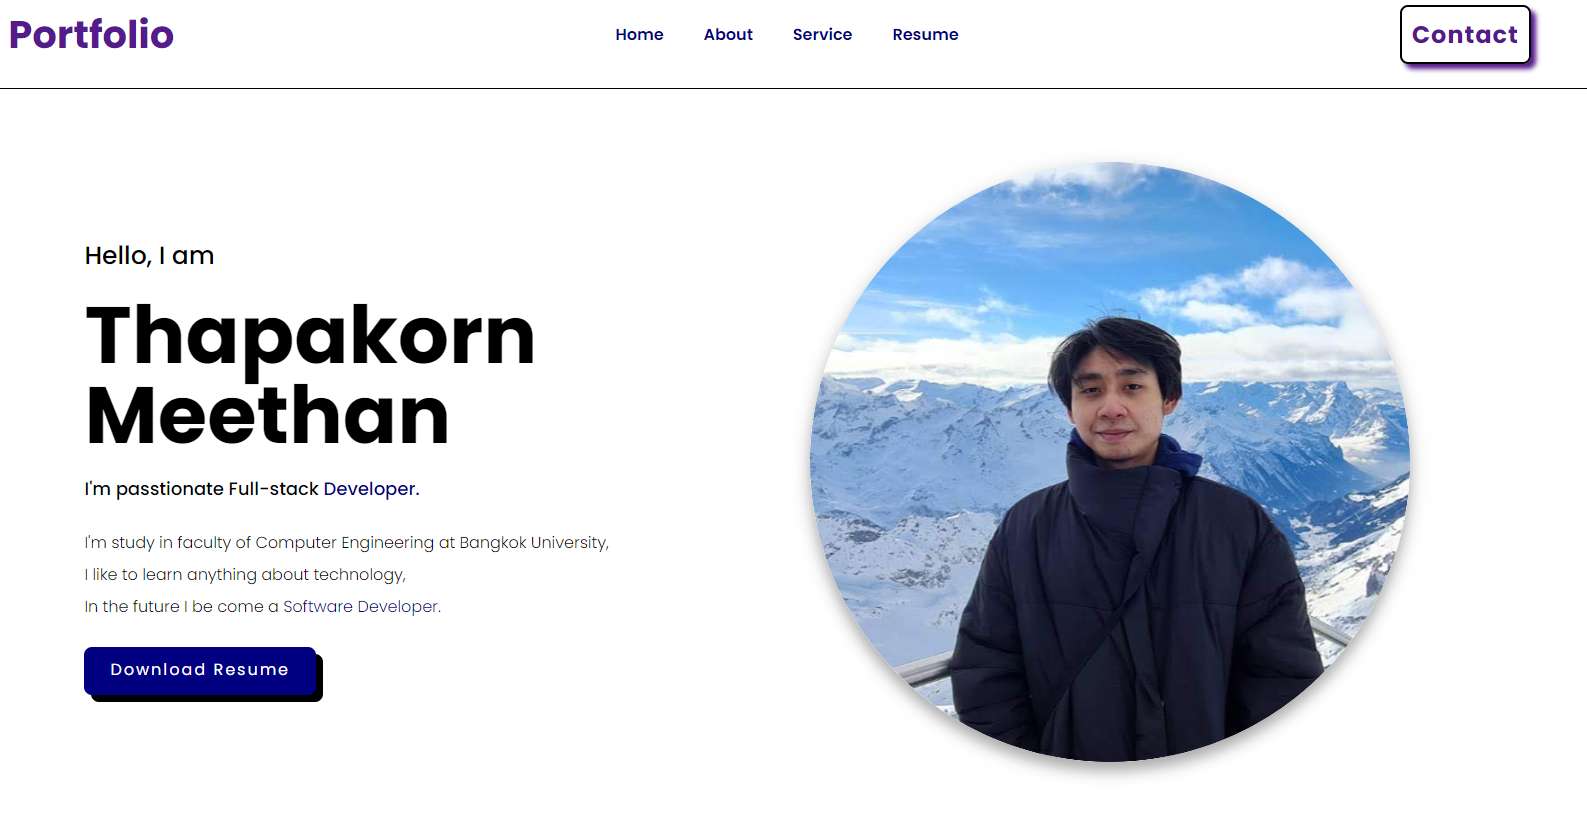 Portfolio
Home
About
Service
Resume
Contact
Hello, I am
Thapakorn
Meethan
I'm passtionate Full-stack Developer.
I'm study in faculty of Computer Engineering at Bangkok University,
I like to learn anything about technology,
In the future I be come a Software Developer.
Download Resume